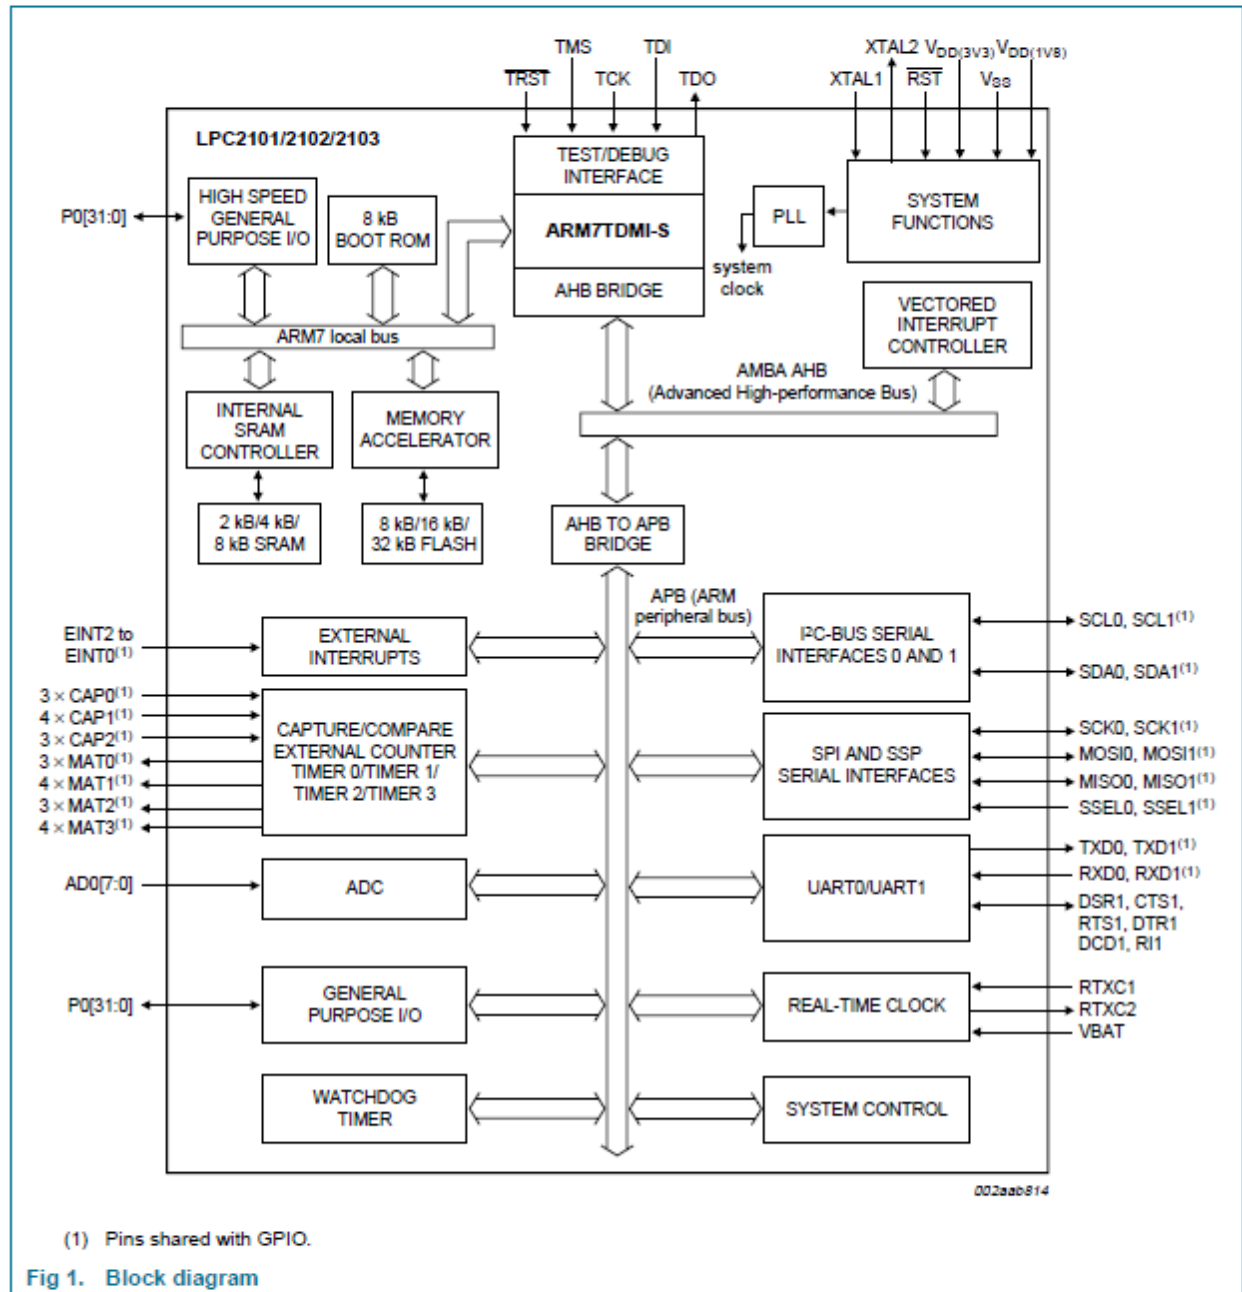 TMS
TDI
XTAL2 VDD(3V3) VDD(1V8)
TRST
TCK
TDO
XTAL1
RST
VSS
LPC2101/2102/2103
TEST/DEBUG
INTERFACE
ARM7TDMI-S
AHB BRIDGE
P0[31:0]
HIGH SPEED
GENERAL
PURPOSE I/O
8 kB
BOOT ROM
PLL
SYSTEM
FUNCTIONS
system
clock
VECTORED
INTERRUPT
CONTROLLER
ARM7 local bus
AMBA AHB
(Advanced High-performance Bus)
INTERNAL
SRAM
CONTROLLER
MEMORY
ACCELERATOR
2 kB/4 kB/
8 kB SRAM
8 kB/16 kB/
32 kB FLASH
AHB TO APB
BRIDGE
APB (ARM
peripheral bus)
EINT2 to
EINT0(1)
EXTERNAL
INTERRUPTS
I2C-BUS SERIAL
INTERFACES 0 AND 1
SCL0, SCL1(1)
SDA0, SDA1(1)
3 × CAP0(1)
4 × CAP1(1)
3 × CAP2(1)
3 × MAT0(1)
4 × MAT1(1)
3 × MAT2(1)
4 × MAT3(1)
CAPTURE/COMPARE
EXTERNAL COUNTER
TIMER 0/TIMER 1/
TIMER 2/TIMER 3
SPI AND SSP
SERIAL INTERFACES
SCK0, SCK1(1)
MOSI0, MOSI1(1)
MISO0, MISO1(1)
SSEL0, SSEL1(1)
AD0[7:0]
ADC
UART0/UART1
TXD0, TXD1(1)
RXD0, RXD1(1)
DSR1, CTS1,
RTS1, DTR1
DCD1, RI1
P0[31:0]
GENERAL
PURPOSE I/O
REAL-TIME CLOCK
RTXC1
RTXC2
VBAT
WATCHDOG
TIMER
SYSTEM CONTROL
002aab814
(1) Pins shared with GPIO.
Fig 1. Block diagram